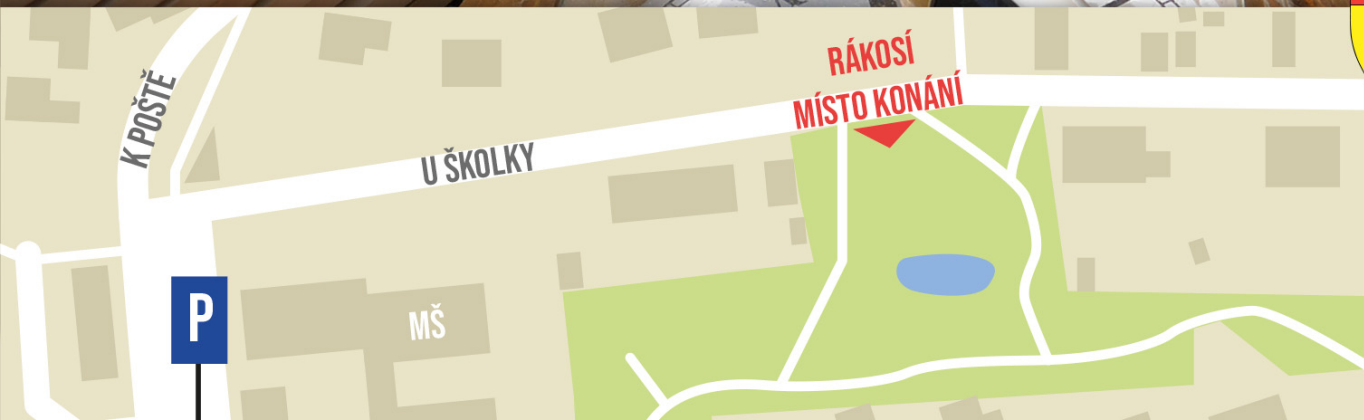 RÁKOSÍ
MÍSTO KONÁNÍ
K POŠTĚ
U ŠKOLKY
P
MŠ